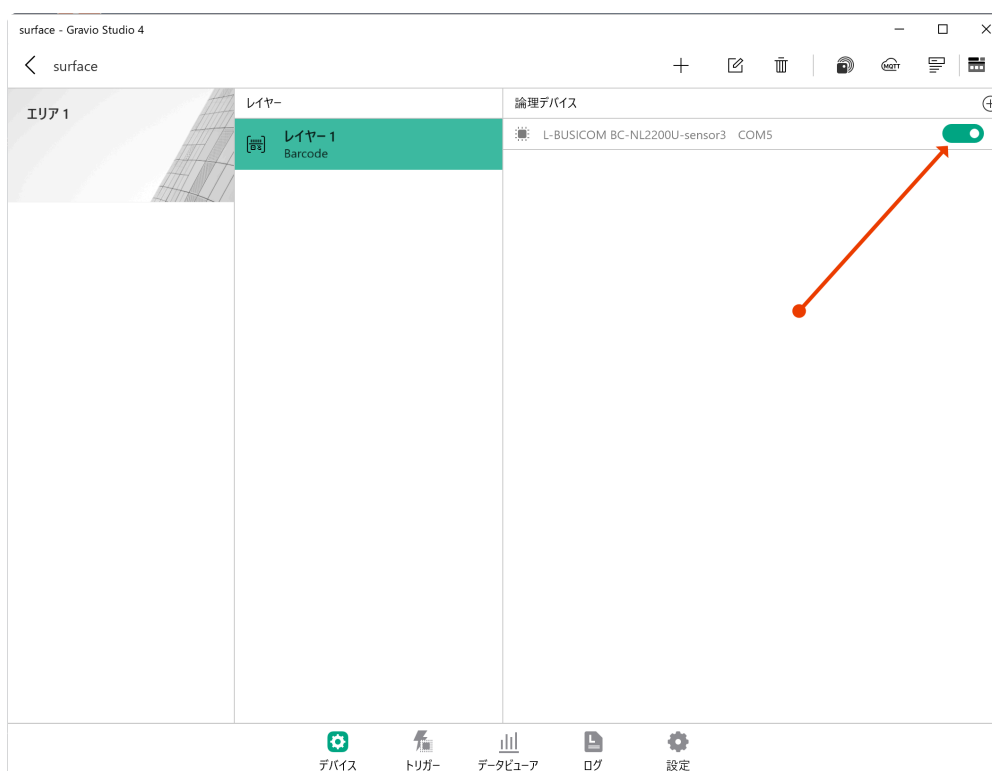 surface - Gravio Studio 4
surface
MQTT
エリア 1
レイヤー
論理デバイス
レイヤー 1
Barcode
L-BUSICOM BC-NL2200U-sensor3 COM5
デバイス
トリガー
データビューア
ログ
設定